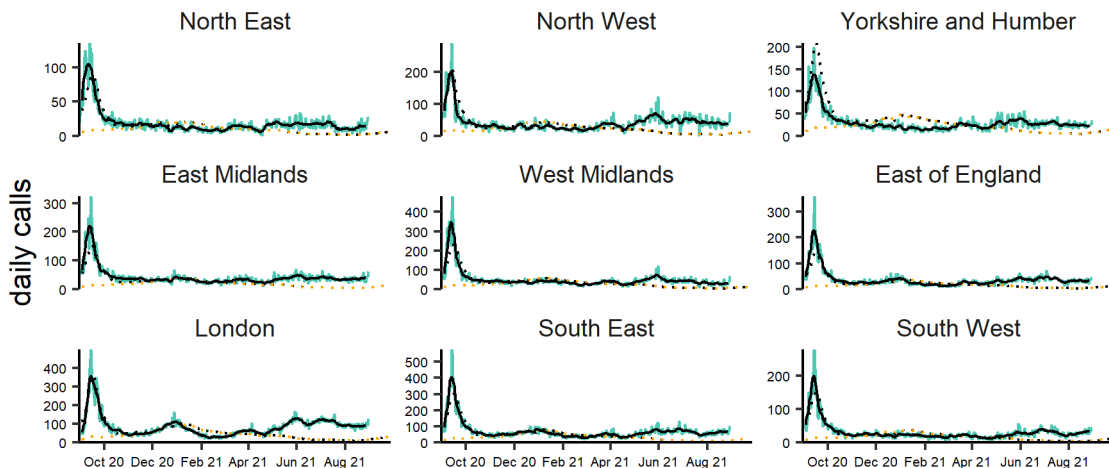 North East
North West
Yorkshire and Humber
100
50
0
200
100
0
200
150
100
50
0
East Midlands
West Midlands
East of England
daily calls
300
200
100
0
400
300
200
100
0
300
200
100
0
London
South East
South West
400
300
200
100
0
500
400
300
200
100
0
200
100
0
Oct 20 Dec 20 Feb 21 Apr 21 Jun 21 Aug 21
Oct 20 Dec 20 Feb 21 Apr 21 Jun 21 Aug 21
Oct 20 Dec 20 Feb 21 Apr 21 Jun 21 Aug 21